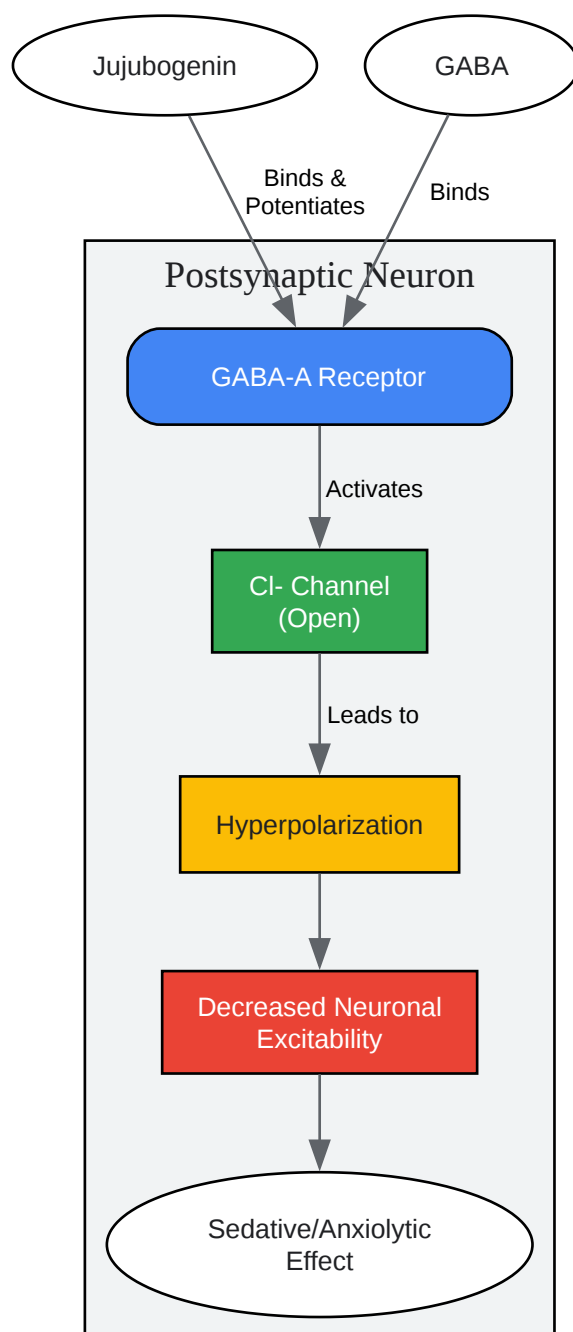 Jujubogenin
GABA
Binds &
Potentiates
Binds
Postsynaptic Neuron
GABA-A Receptor
Activates
Cl- Channel
(Open)
Leads to
Hyperpolarization
Decreased Neuronal
Excitability
Sedative/Anxiolytic
Effect